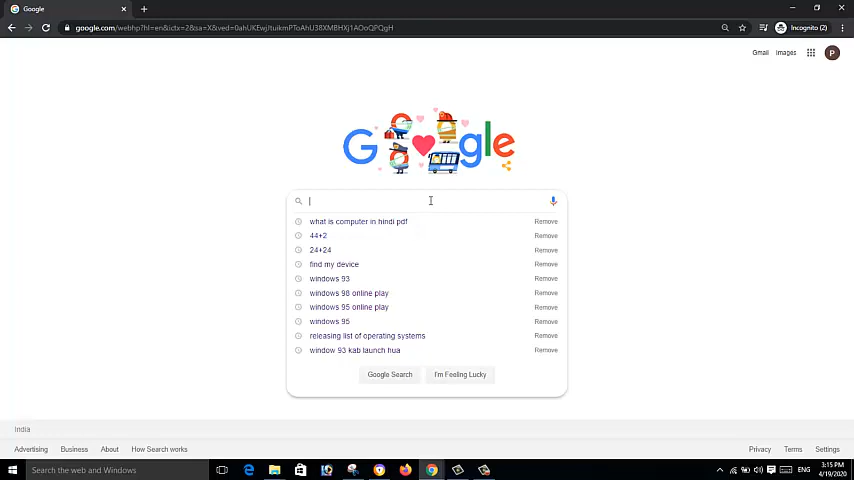 Google
google.com/webhp?hl=en&ictx=2&sa=X&ved=0ahUKEwjTtuikmPToAhU38XMBHXj1AOoQPQgH
Incognito (2)
Gmail Images P
Google
what is computer in hindi pdf Remove
44+2 Remove
24+24 Remove
find my device Remove
windows 93 Remove
windows 98 online play Remove
windows 95 online play Remove
windows 95 Remove
releasing list of operating systems Remove
window 93 kab launch hua Remove
Google Search I'm Feeling Lucky
India
Advertising Business About How Search works Privacy Terms Settings
Search the web and Windows ENG 3:15 PM
4/19/2020